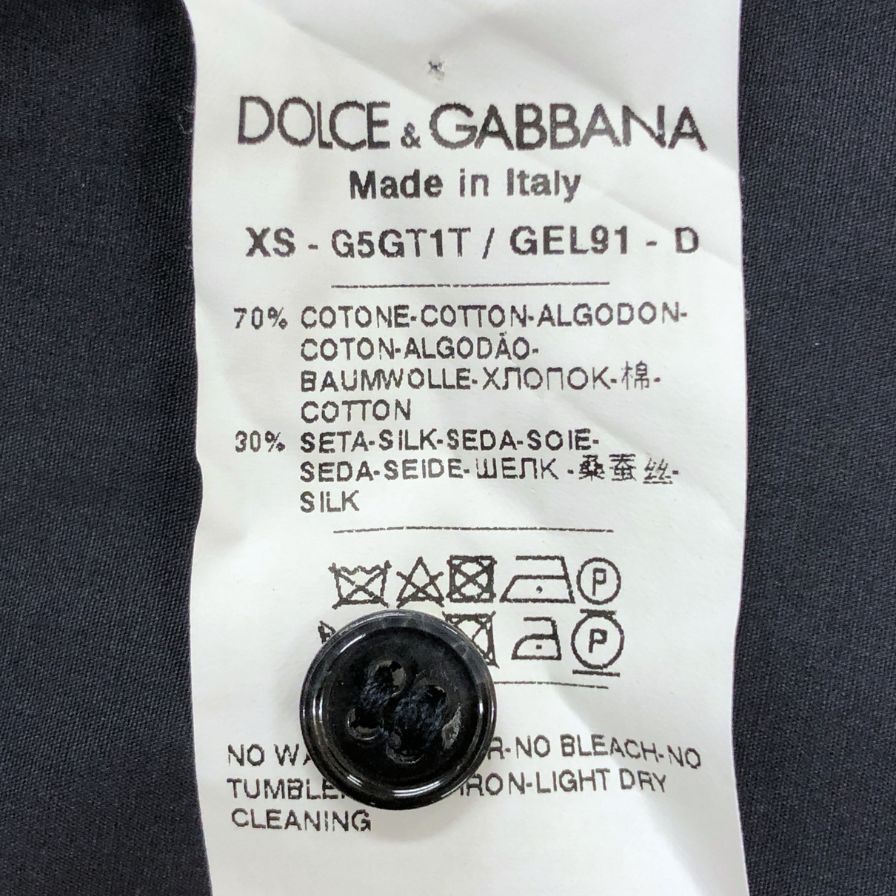 DOLCE & GABBANA
Made in Italy
XS - G5GT1T / GEL91 - D
70% COTONE-COTTON-ALGODON-
COTON-ALGODÃO-
BAUMWOLLE-ХЛОПОК-棉-
COTTON
30% SETA-SILK-SEDA-SOIE-
SEDA-SEIDE-ШЕЛК -桑蚕丝-
SILK
P
P
NO R-NO BLEACH-NO
TUMBLE IRON-LIGHT DRY
CLEANING